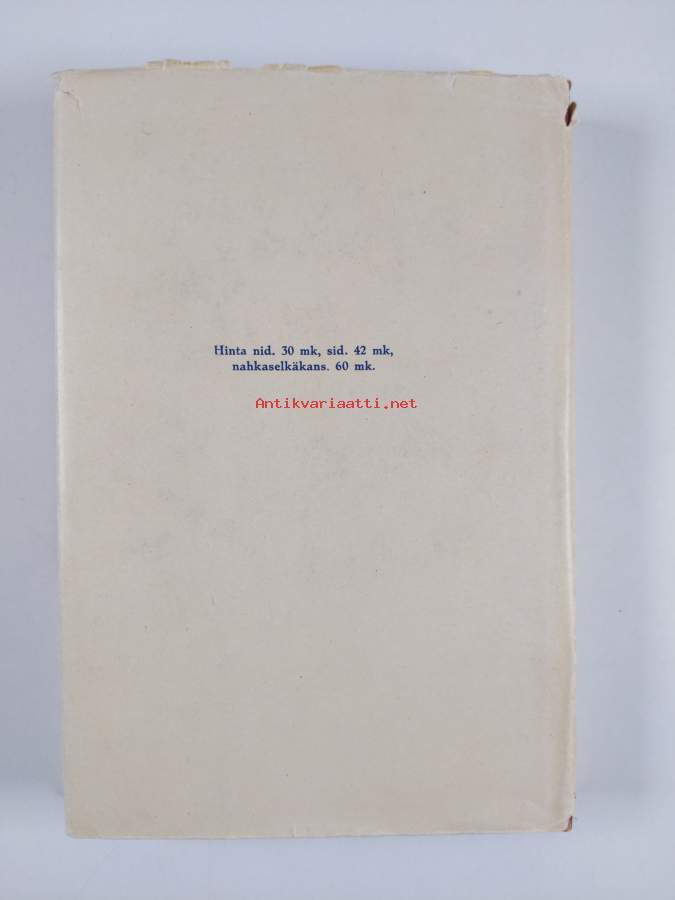 Hinta nid. 30 mk, sid. 42 mk,
nahkaselkäkans. 60 mk.
Antikvariaatti.net